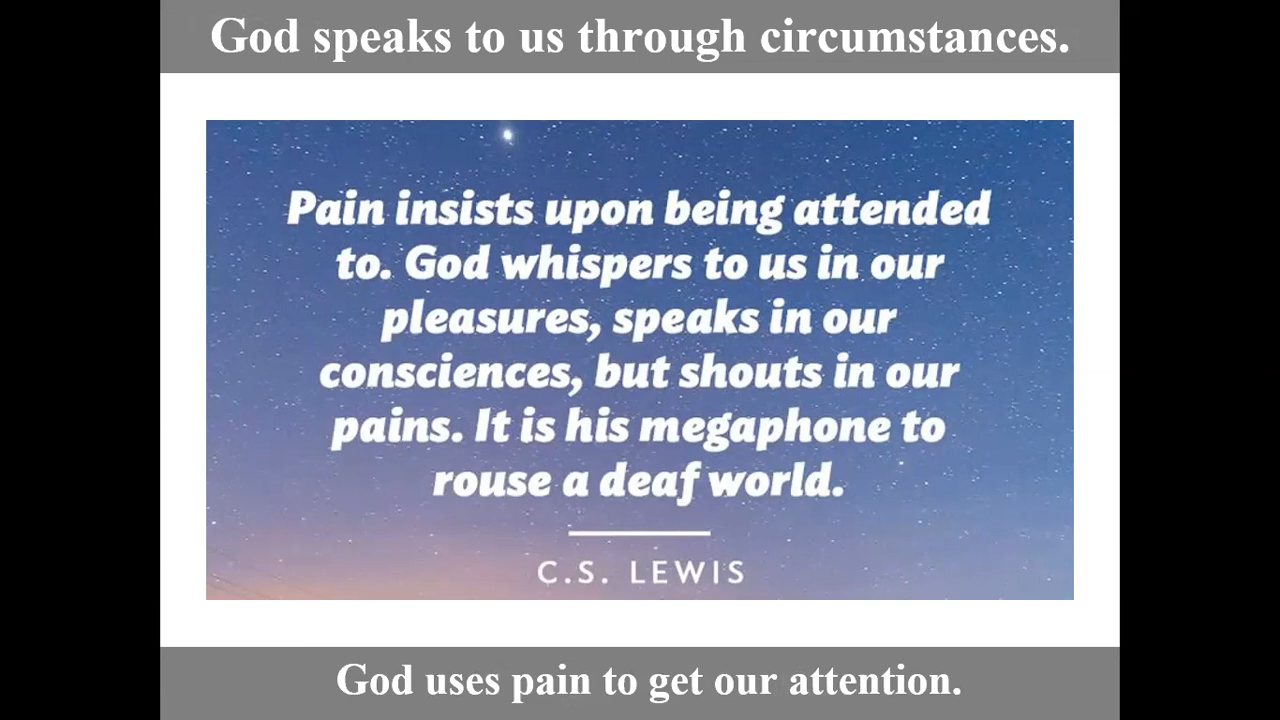 God speaks to us through circumstances.
Pain insists upon being attended
to. God whispers to us in our
pleasures, speaks in our
consciences, but shouts in our
pains. It is his megaphone to
rouse a deaf world.
C.S. LEWIS
God uses pain to get our attention.